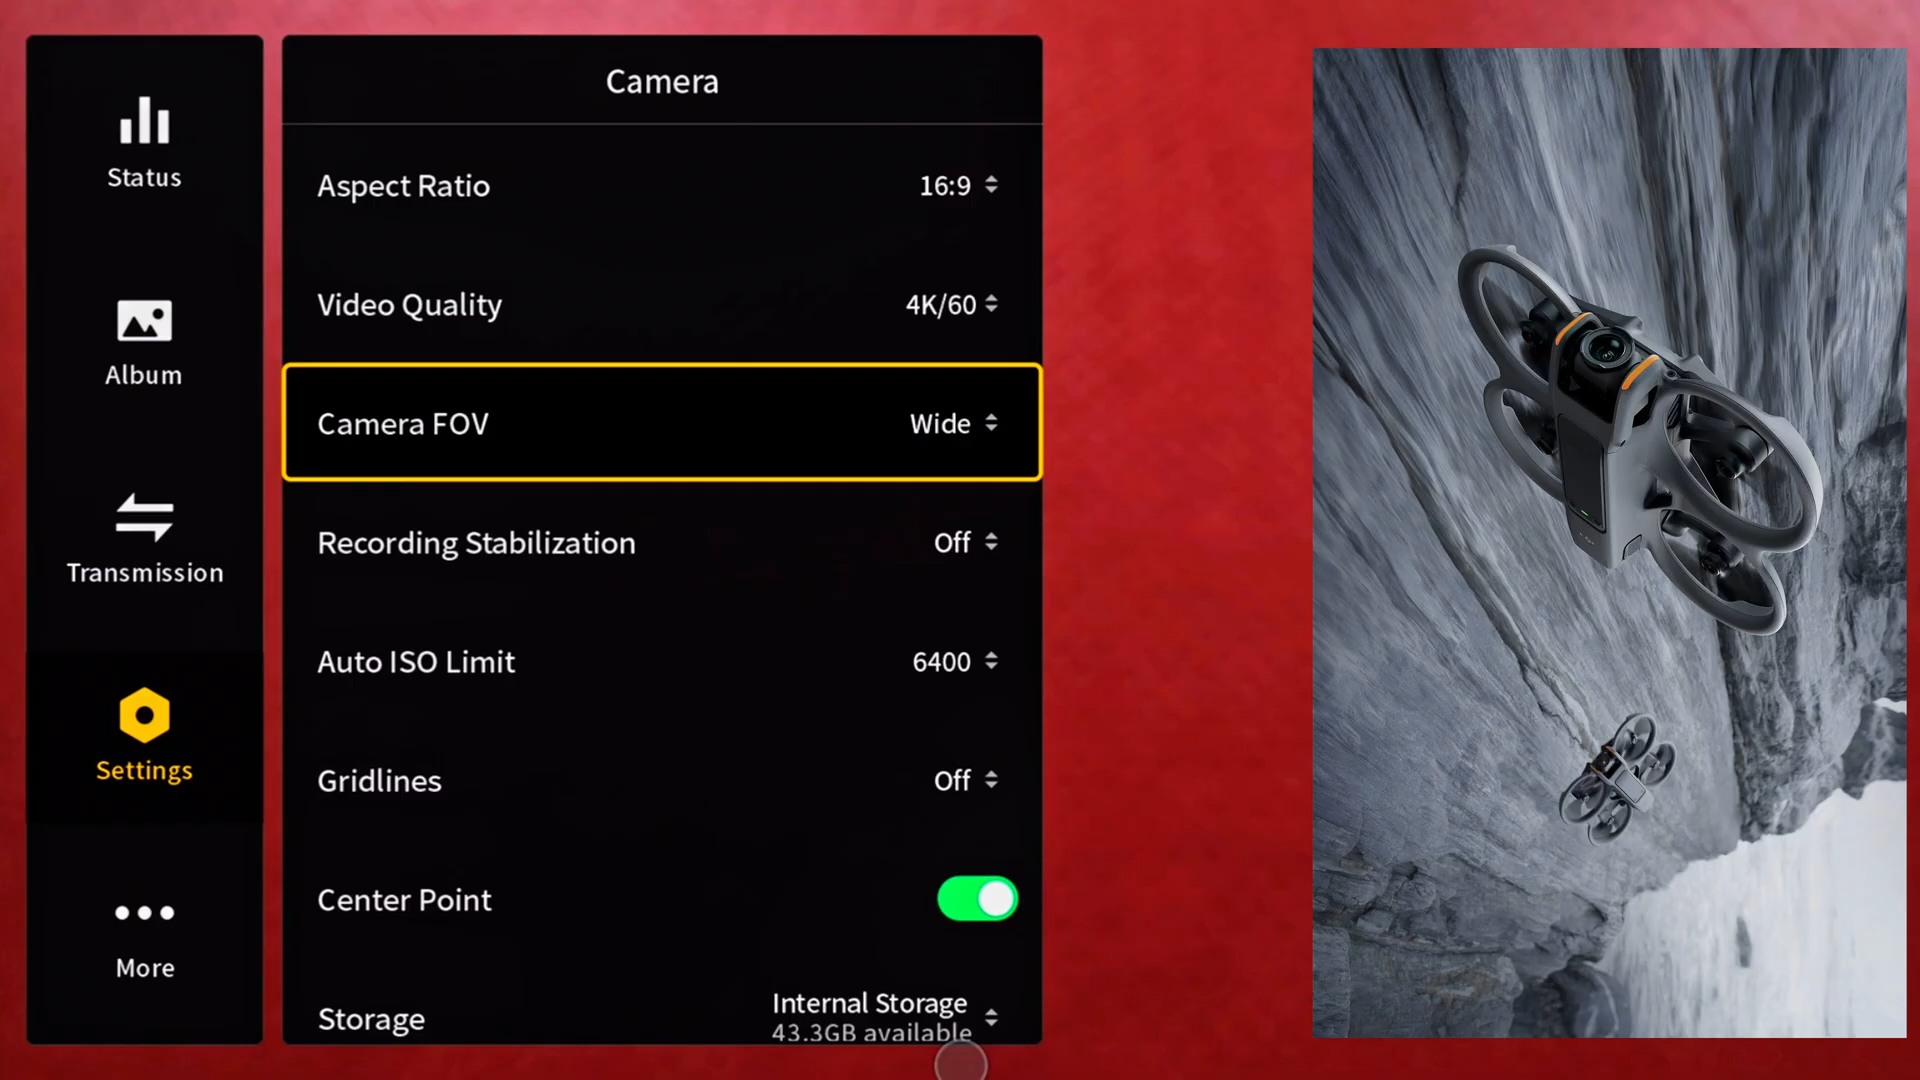 Status
Album
Transmission
Settings
More
Camera
Aspect Ratio 16:9
Video Quality 4K/60
Camera FOV Wide
Recording Stabilization Off
Auto ISO Limit 6400
Gridlines Off
Center Point
Storage Internal Storage
43.3GB available